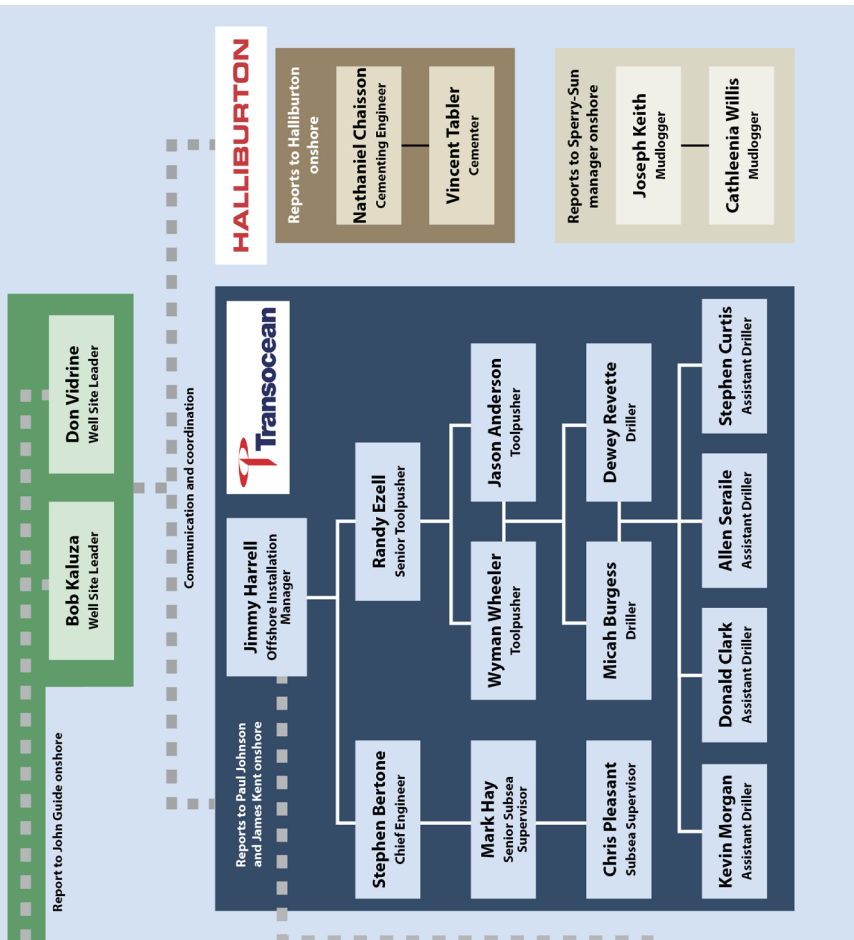 Report to John Guide onshore
Bob Kaluza
Well Site Leader
Don Vidrine
Well Site Leader
Communication and coordination
Reports to Paul Johnson
and James Kent onshore
Transocean
Jimmy Harrell
Offshore Installation
Manager
Stephen Bertone
Chief Engineer
Randy Ezell
Senior Toolpusher
Mark Hay
Senior Subsea
Supervisor
Wyman Wheeler
Toolpusher
Jason Anderson
Toolpusher
Chris Pleasant
Subsea Supervisor
Micah Burgess
Driller
Dewey Revette
Driller
Kevin Morgan
Assistant Driller
Donald Clark
Assistant Driller
Allen Seraile
Assistant Driller
Stephen Curtis
Assistant Driller
HALLIBURTON
Reports to Halliburton
onshore
Nathaniel Chaisson
Cementing Engineer
Vincent Tabler
Cementer
Reports to Sperry-Sun
manager onshore
Joseph Keith
Mudlogger
Cathleenia Willis
Mudlogger